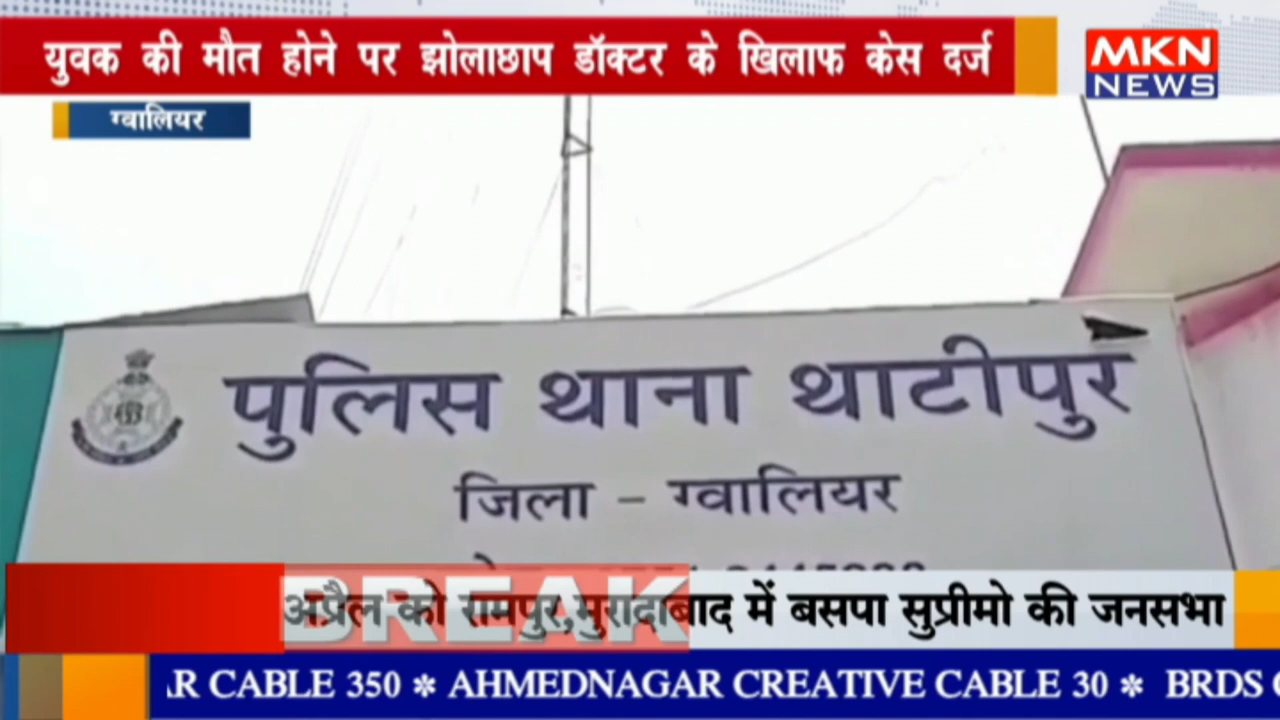 युवक की मौत होने पर झोलाछाप डॉक्टर के खिलाफ केस दर्ज
MKN
NEWS
ग्वालियर
पुलिस थाना थाटीपुर
जिला - ग्वालियर
BREAK
अप्रैल को रामपुर,मुरादाबाद में बसपा सुप्रीमो की जनसभा
R CABLE 350 * AHMEDNAGAR CREATIVE CABLE 30 * BRDS